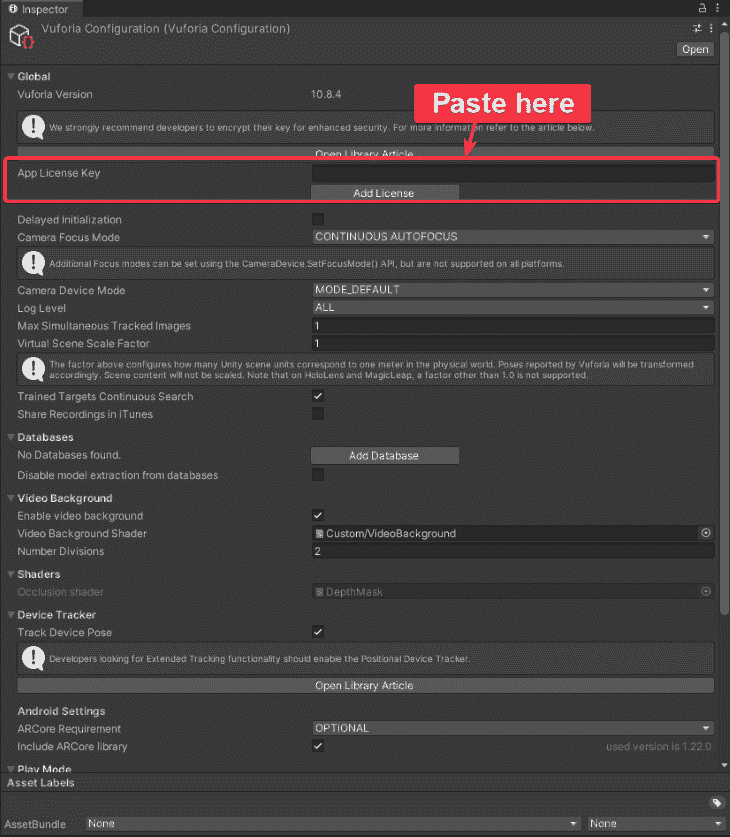 Inspector
Vuforia Configuration (Vuforia Configuration)
Open
Global
Vuforia Version 10.8.4
Paste here
We strongly recommend developers to encrypt their key for enhanced security. For more information refer to the article below.
Open Library Article
App License Key
Add License
Delayed Initialization
Camera Focus Mode CONTINUOUS AUTOFOCUS
Additional Focus modes can be set using the CameraDevice.SetFocusMode() API, but are not supported on all platforms.
Camera Device Mode MODE_DEFAULT
Log Level ALL
Max Simultaneous Tracked Images 1
Virtual Scene Scale Factor 1
The factor above configures how many Unity scene units correspond to one meter in the physical world. Poses reported by Vuforia will be transformed
accordingly. Scene content will not be scaled. Note that on HoloLens and MagicLeap, a factor other than 1.0 is not supported.
Trained Targets Continuous Search
Share Recordings in iTunes
Databases
No Databases found. Add Database
Disable model extraction from databases
Video Background
Enable video background
Video Background Shader Custom/VideoBackground
Number Divisions 2
Shaders
Occlusion shader DepthMask
Device Tracker
Track Device Pose
Developers looking for Extended Tracking functionality should enable the Positional Device Tracker.
Open Library Article
Android Settings
ARCore Requirement OPTIONAL
Include ARCore library used version is 1.22.0
Play Mode
Asset Labels
AssetBundle None None